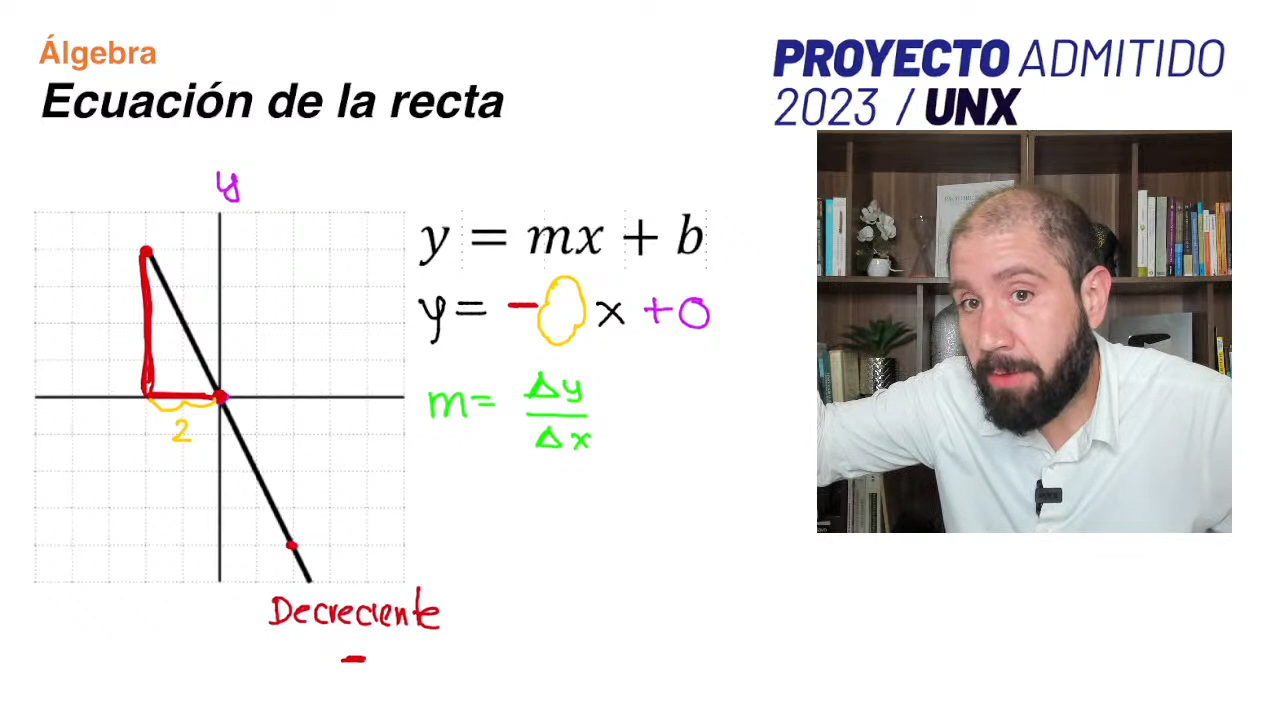 Álgebra
Ecuación de la recta
PROYECTO ADMITIDO
2023 / UNX
y
y = mx + b
y = - x + 0
m = Δy
Δx
2
Decreciente
-